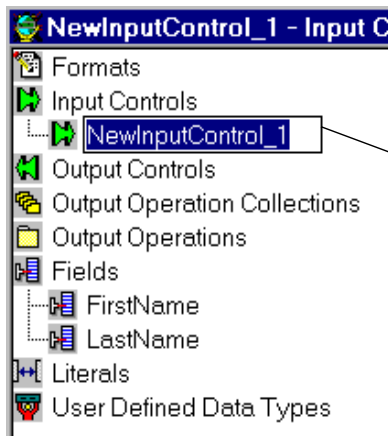 NewInputControl_1 - Input C
Formats
Input Controls
NewInputControl_1
Output Controls
Output Operation Collections
Output Operations
Fields
FirstName
LastName
Literals
User Defined Data Types